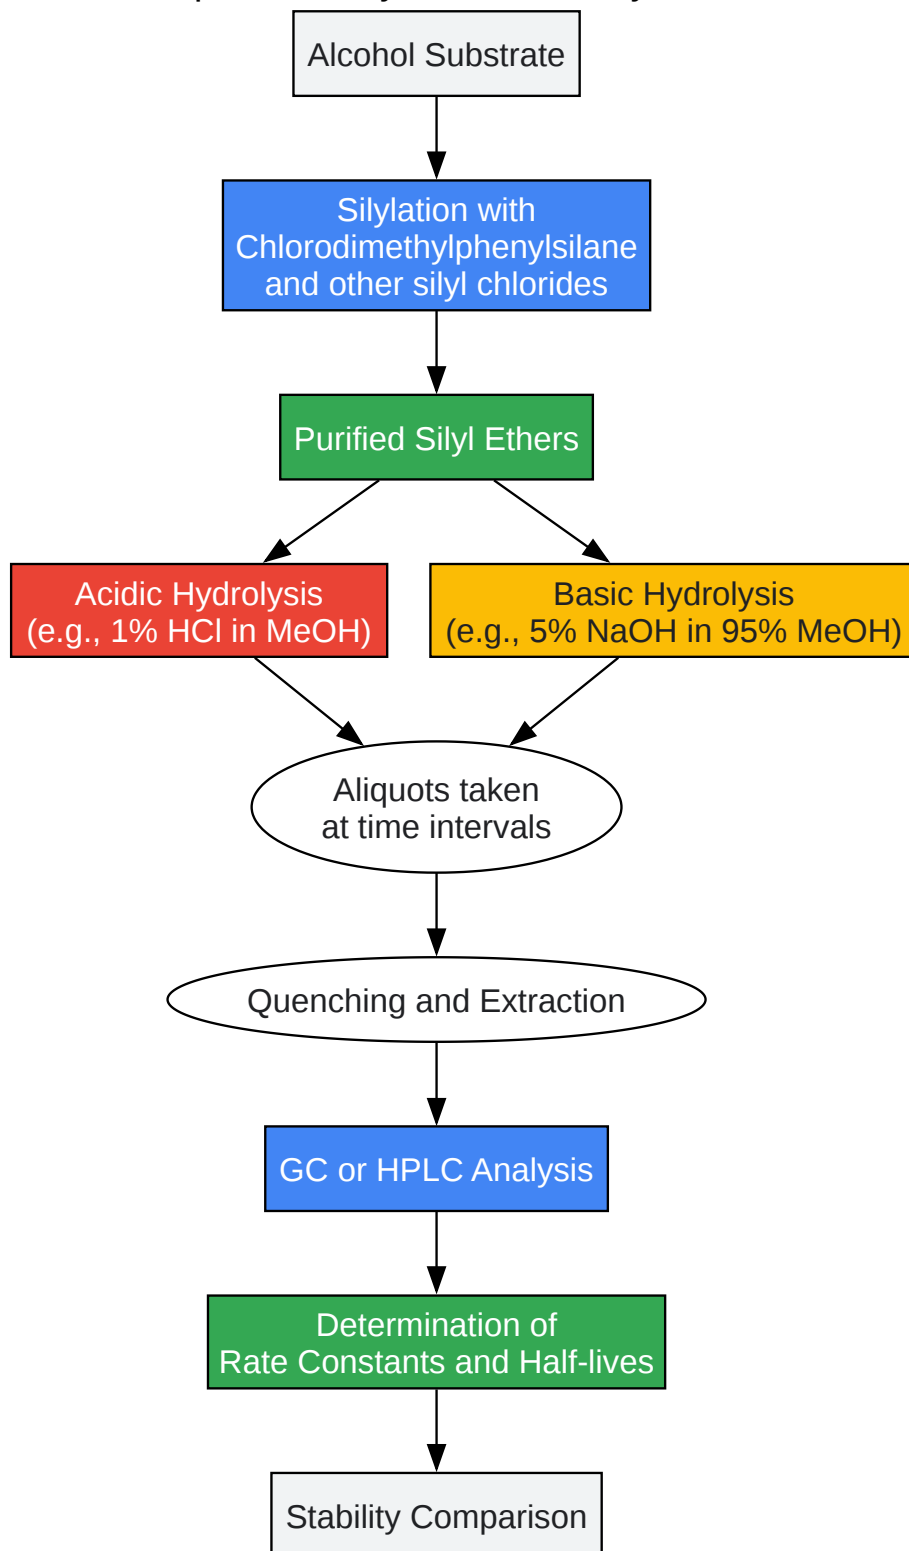 Alcohol Substrate
Silylation with
Chlorodimethylphenylsilane
and other silyl chlorides
Purified Silyl Ethers
Acidic Hydrolysis
(e.g., 1% HCl in MeOH)
Basic Hydrolysis
(e.g., 5% NaOH in 95% MeOH)
Aliquots taken
at time intervals
Quenching and Extraction
GC or HPLC Analysis
Determination of
Rate Constants and Half-lives
Stability Comparison